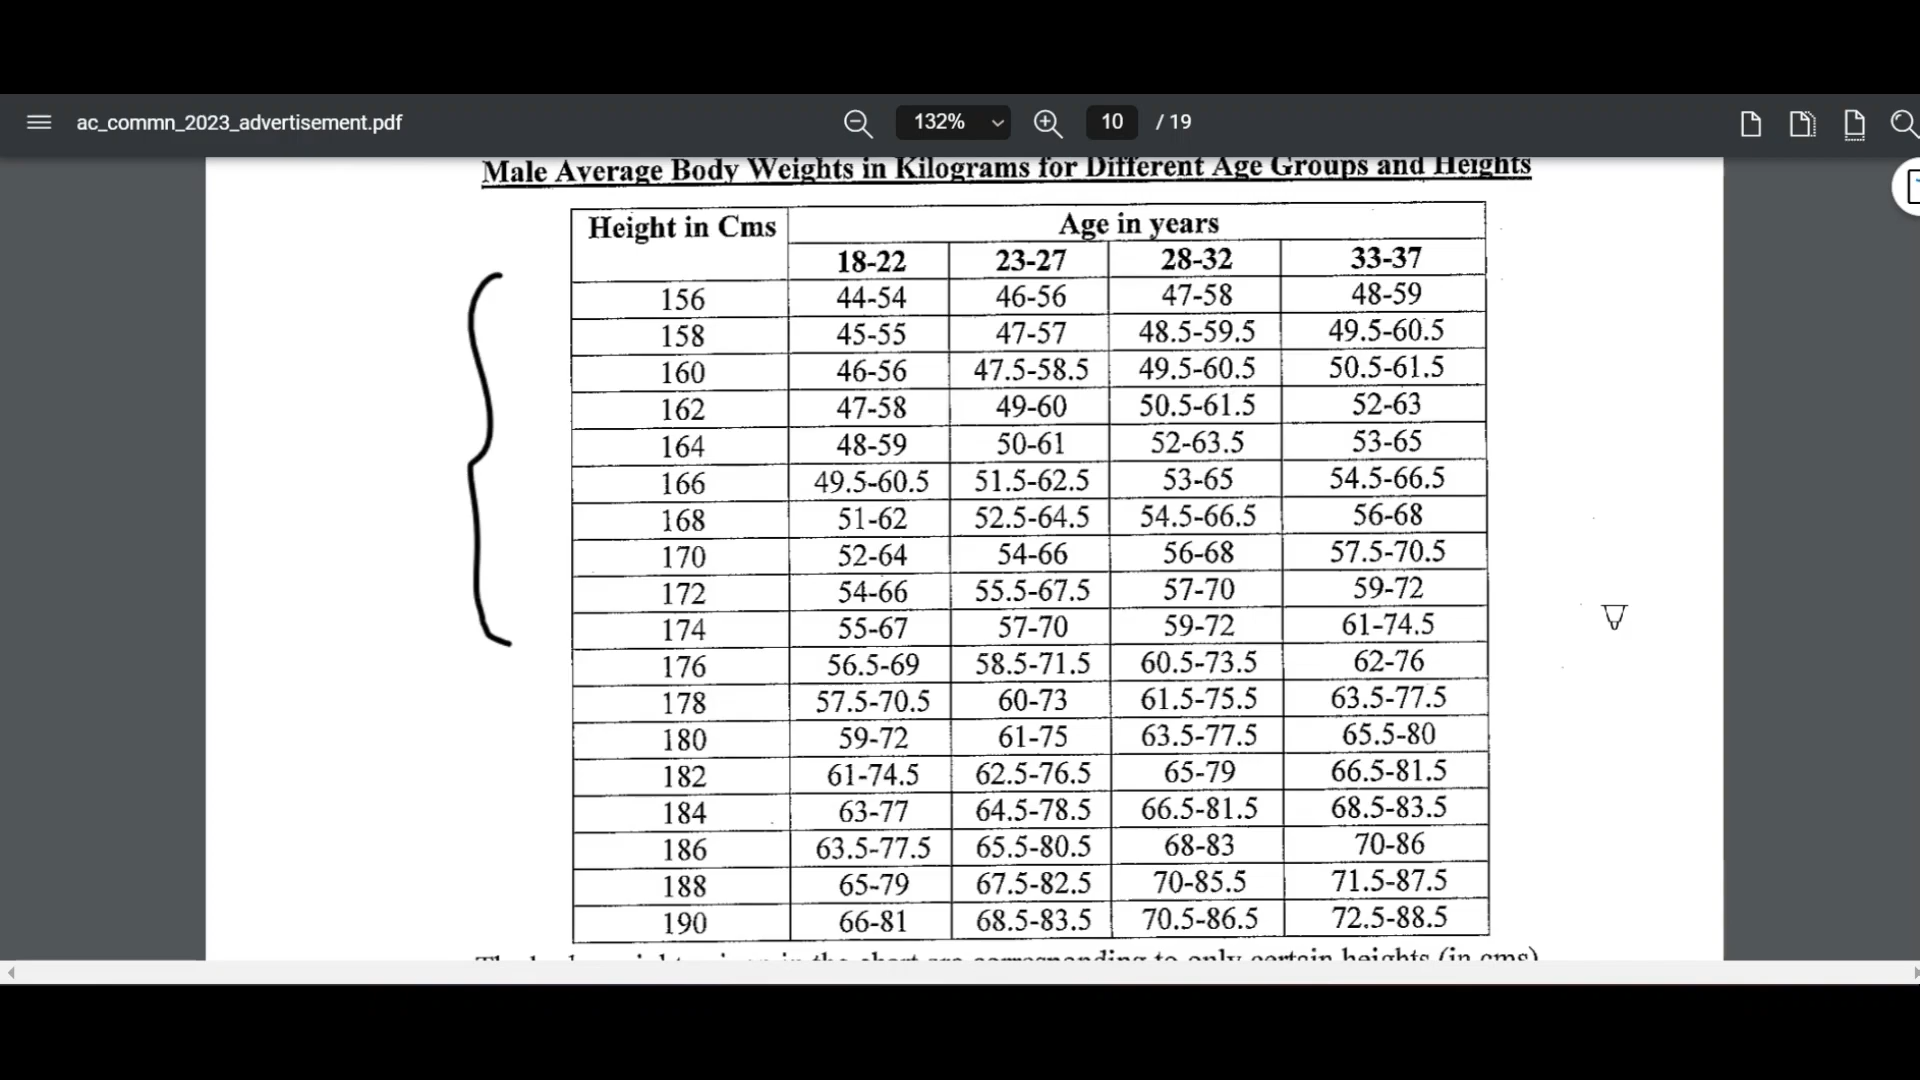 ac_commn_2023_advertisement.pdf 132% 10 / 19
Male Average Body Weights in Kilograms for Different Age Groups and Heights
Height in Cms Age in years
18-22 23-27 28-32 33-37
156 44-54 46-56 47-58 48-59
158 45-55 47-57 48.5-59.5 49.5-60.5
160 46-56 47.5-58.5 49.5-60.5 50.5-61.5
162 47-58 49-60 50.5-61.5 52-63
164 48-59 50-61 52-63.5 53-65
166 49.5-60.5 51.5-62.5 53-65 54.5-66.5
168 51-62 52.5-64.5 54.5-66.5 56-68
170 52-64 54-66 56-68 57.5-70.5
172 54-66 55.5-67.5 57-70 59-72
174 55-67 57-70 59-72 61-74.5
176 56.5-69 58.5-71.5 60.5-73.5 62-76
178 57.5-70.5 60-73 61.5-75.5 63.5-77.5
180 59-72 61-75 63.5-77.5 65.5-80
182 61-74.5 62.5-76.5 65-79 66.5-81.5
184 63-77 64.5-78.5 66.5-81.5 68.5-83.5
186 63.5-77.5 65.5-80.5 68-83 70-86
188 65-79 67.5-82.5 70-85.5 71.5-87.5
190 66-81 68.5-83.5 70.5-86.5 72.5-88.5
in the chart are corresponding to only certain heights (in cms)